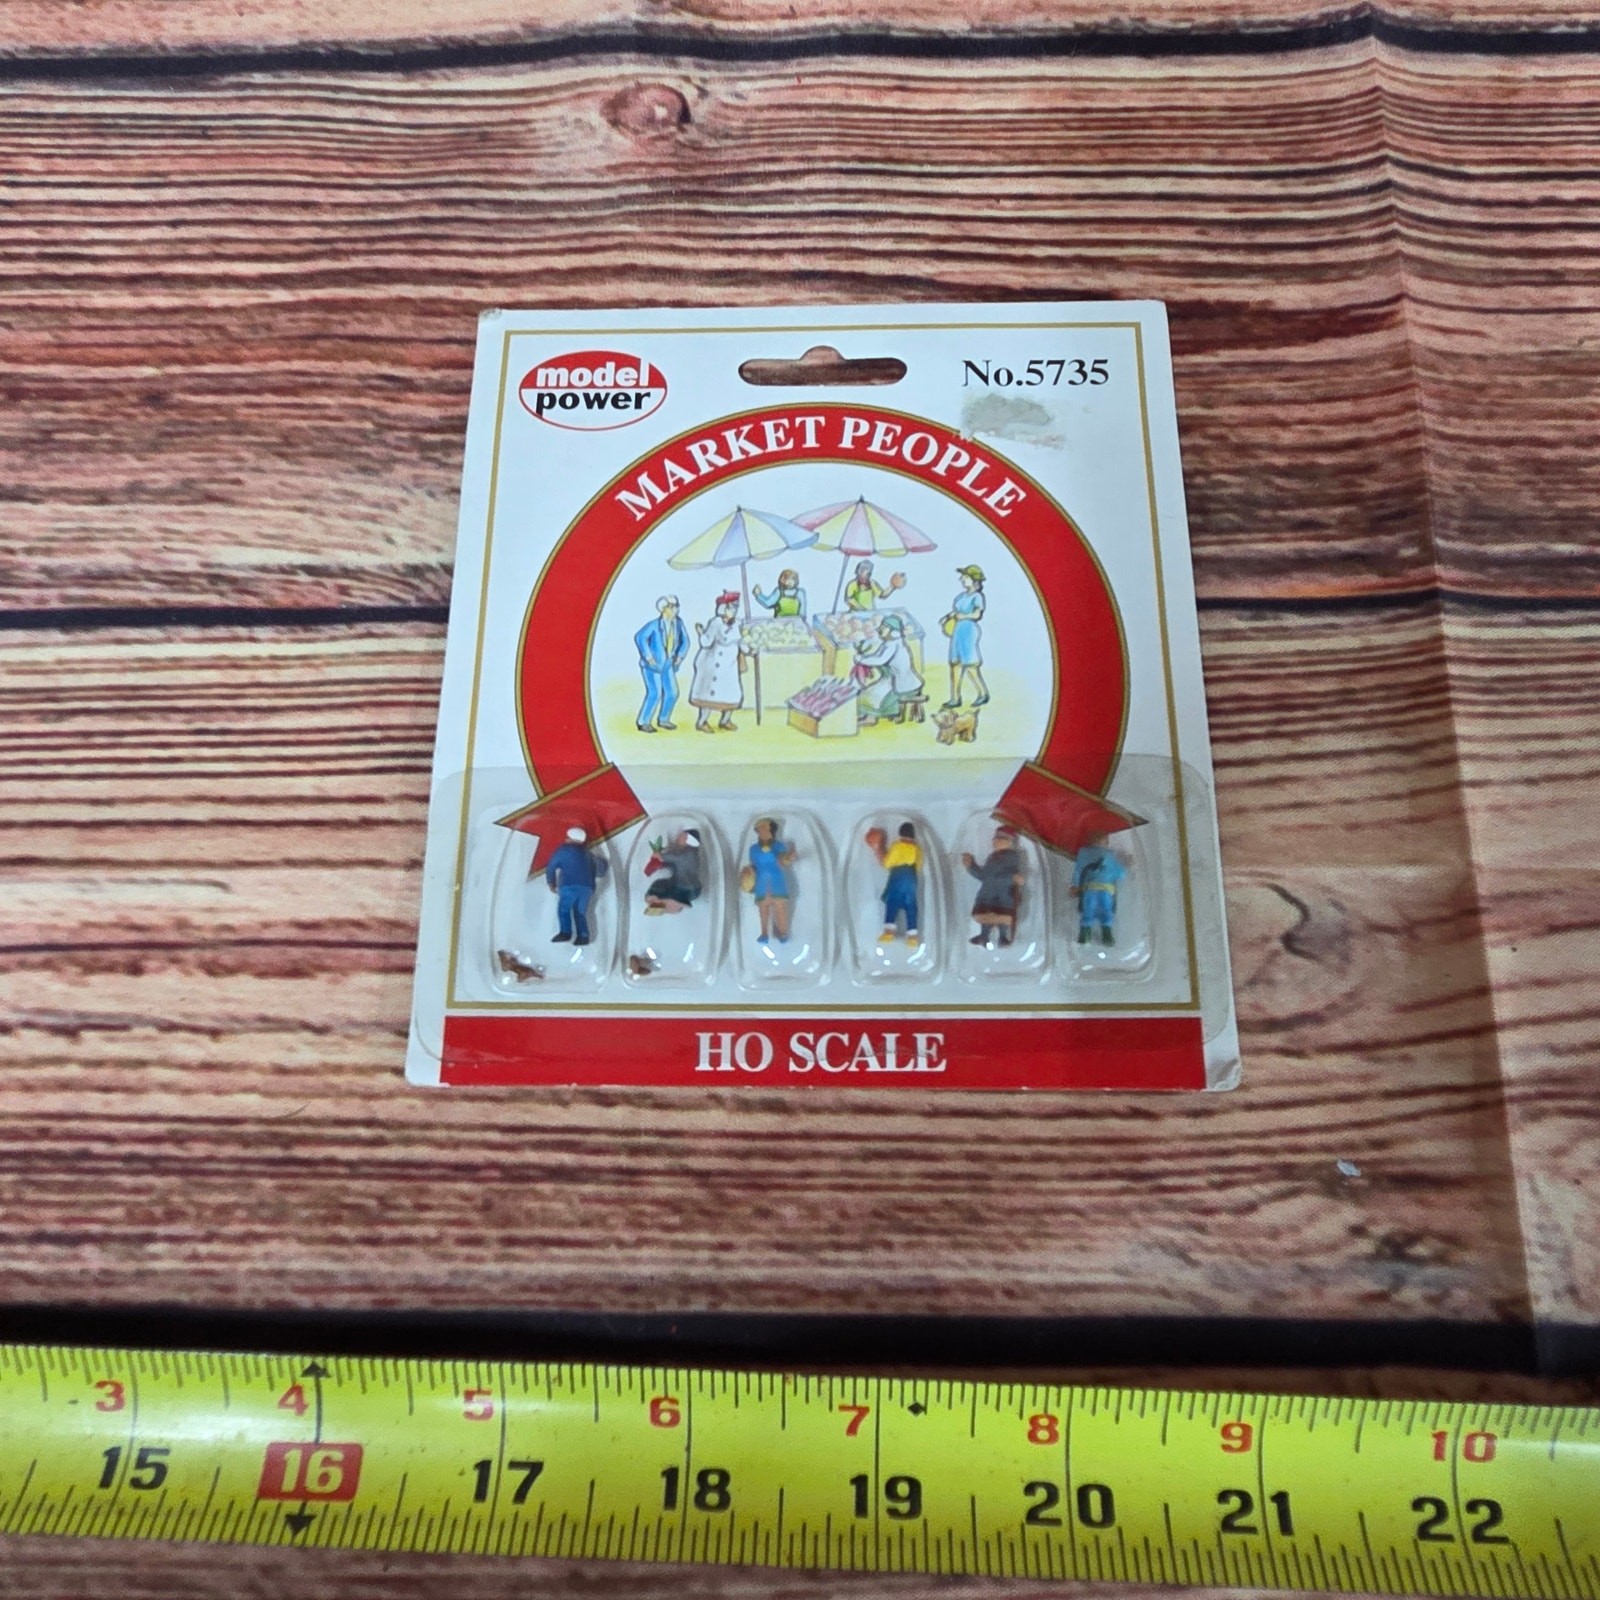 model
power
No.5735
MARKET PEOPLE
HO SCALE
3 4 5 6 7 8 9 10
15 16 17 18 19 20 21 22